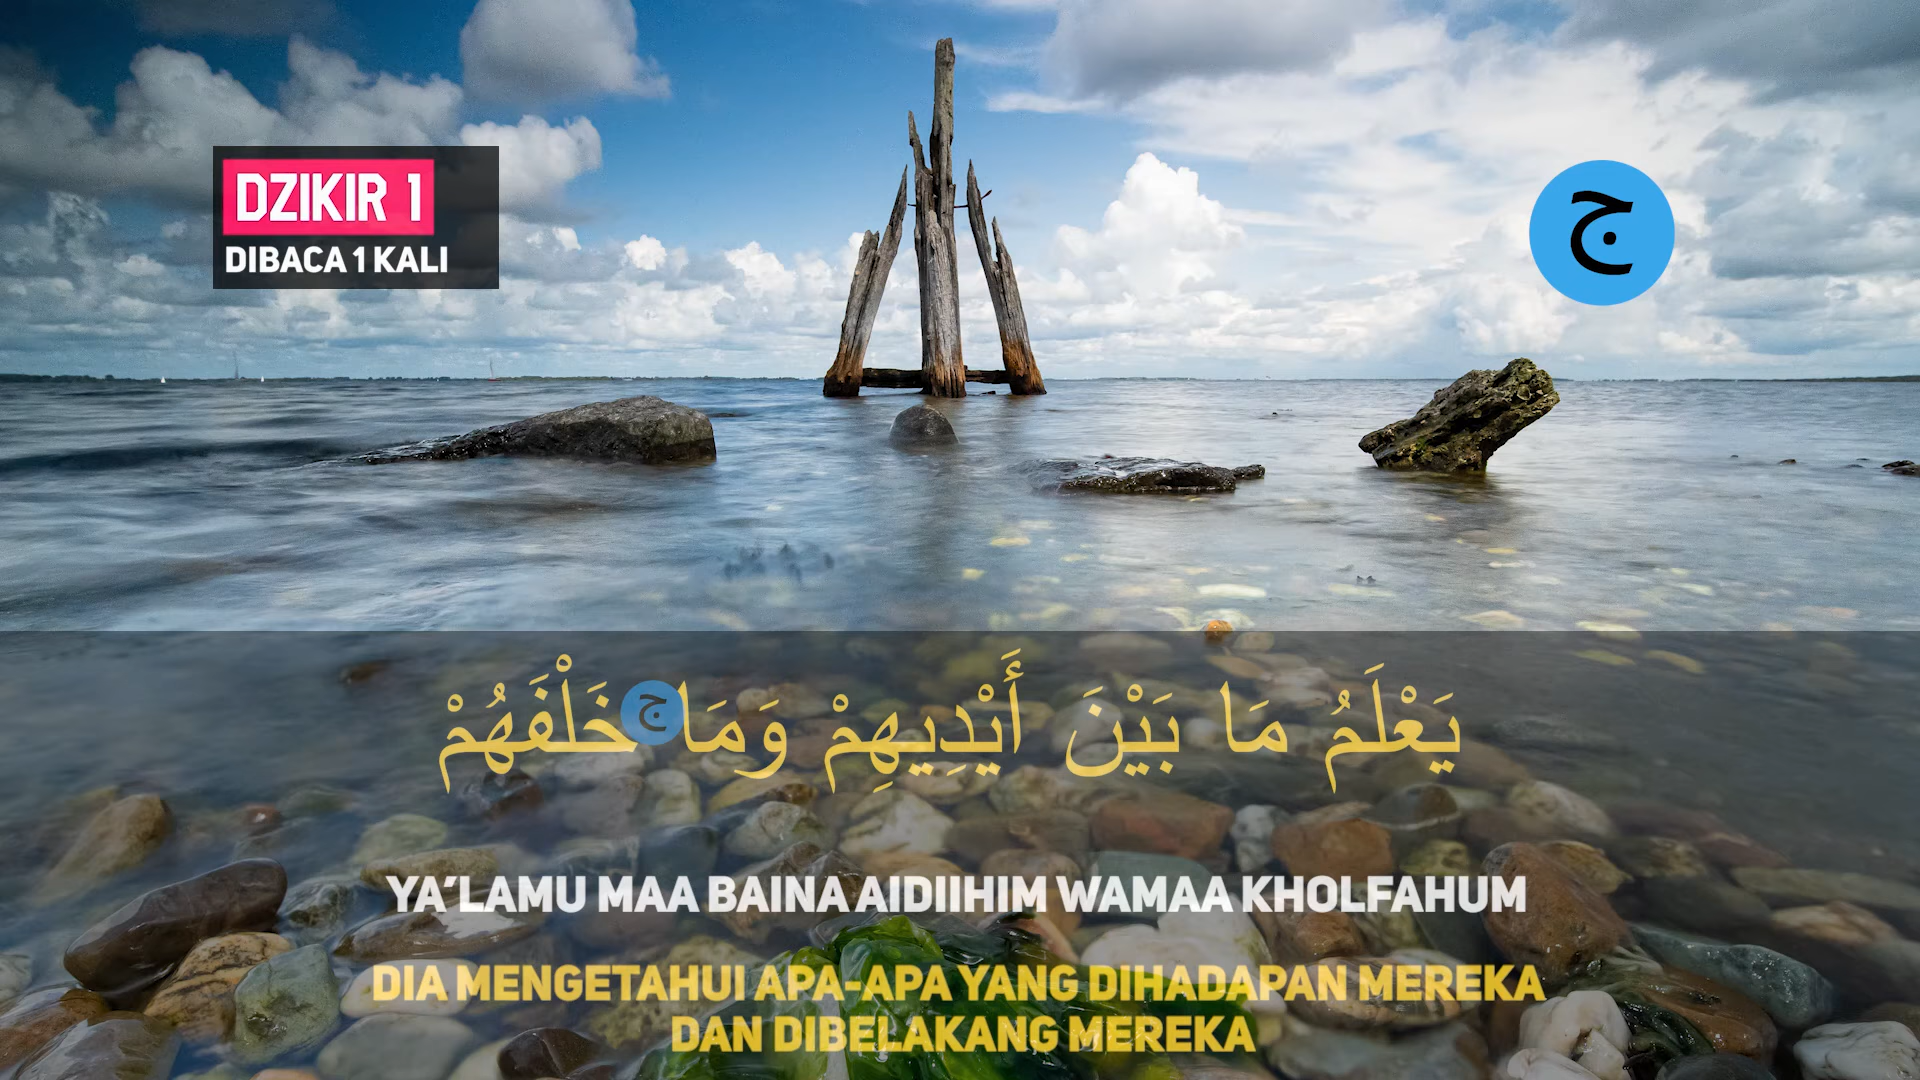 DZIKIR 1
DIBACA 1 KALI
ج
يَعْلَمُ مَا بَيْنَ أَيْدِيهِمْ وَمَا ج خَلْفَهُمْ
YA’LAMU MAA BAINA AIDIIHIM WAMAA KHOLFAHUM
DIA MENGETAHUI APA-APA YANG DIHADAPAN MEREKA
DAN DIBELAKANG MEREKA